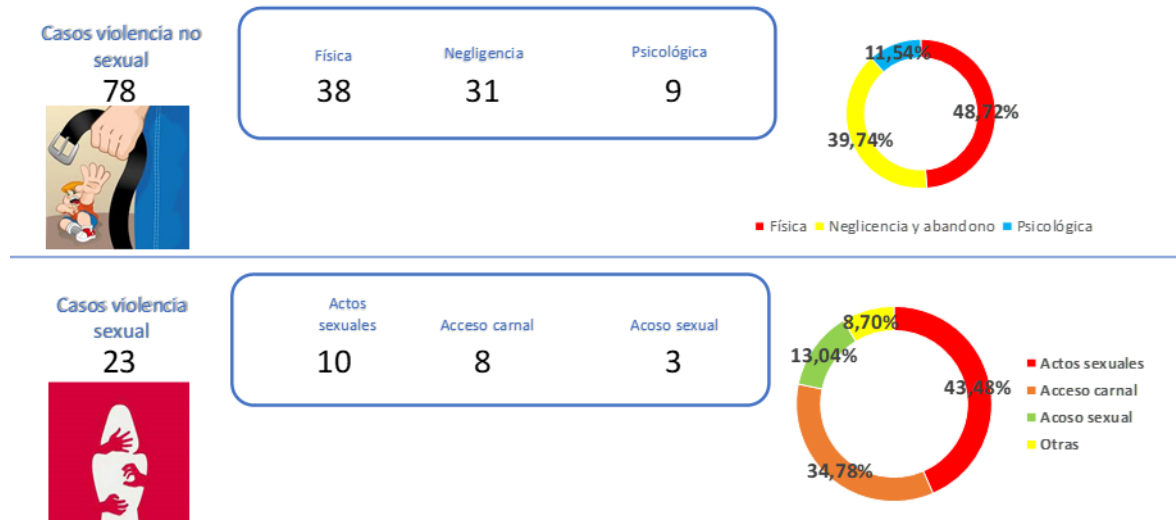 Casos violencia no
sexual
78
Física
38
Negligencia
31
Psicológica
9
11,54%
48,72%
39,74%
Física
Neglicencia y abandono
Psicológica
Casos violencia
sexual
23
Actos
sexuales
10
Acceso carnal
8
Acoso sexual
3
8,70%
13,04%
43,48%
34,78%
Actos sexuales
Acceso carnal
Acoso sexual
Otras